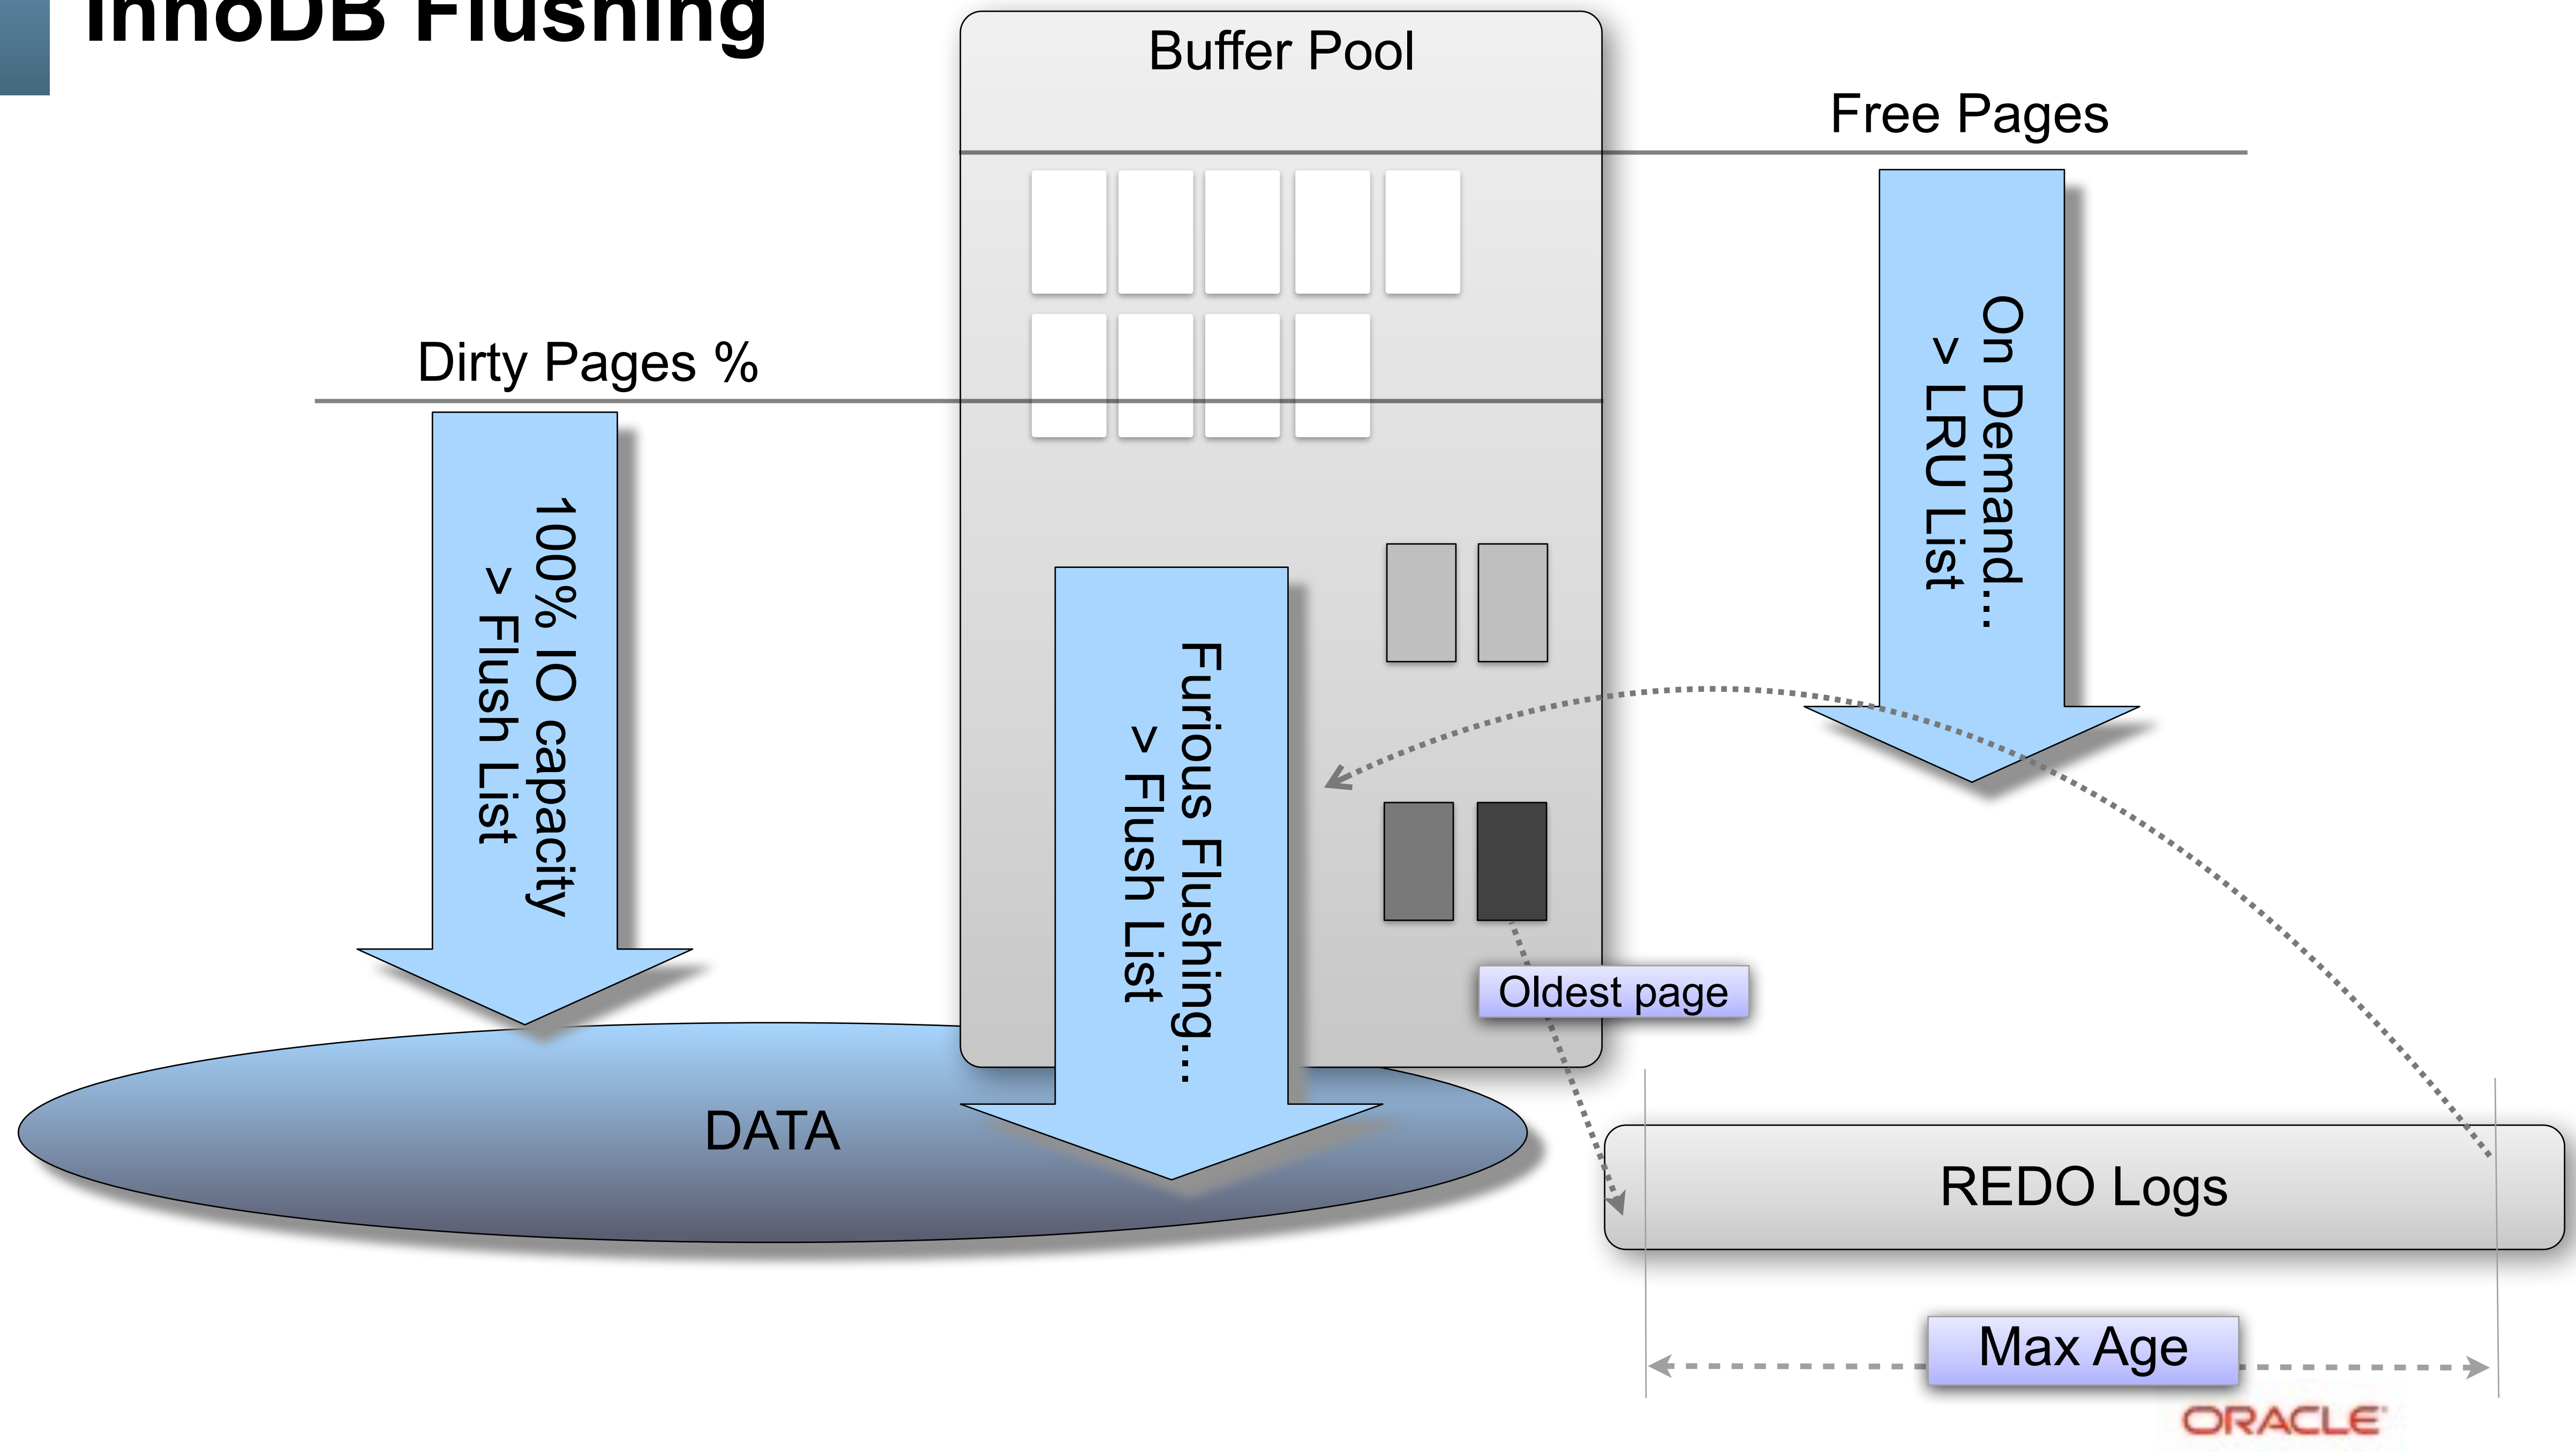 InnoDB Flushing
Buffer Pool
Free Pages
Dirty Pages %
On Demand...
> LRU List
100% IO capacity
> Flush List
Furious Flushing....
> Flush List
Oldest page
DATA
REDO Logs
Max Age
ORACLE